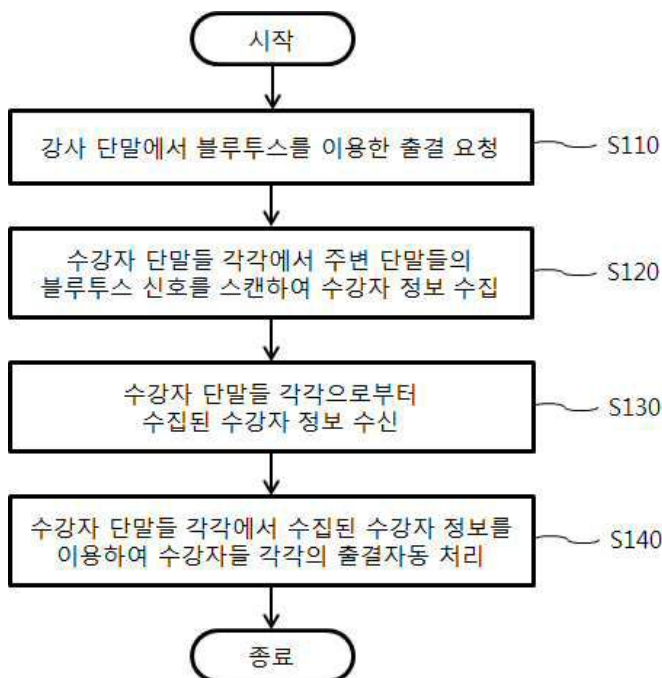 시작
강사 단말에서 블루투스를 이용한 출결 요청
S110
수강자 단말들 각각에서 주변 단말들의
블루투스 신호를 스캔하여 수강자 정보 수집
S120
수강자 단말들 각각으로부터
수집된 수강자 정보 수신
S130
수강자 단말들 각각에서 수집된 수강자 정보를
이용하여 수강자들 각각의 출결자동 처리
S140
종료